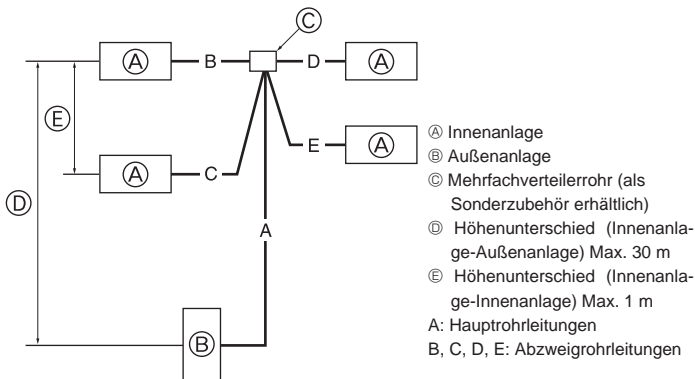 Ⓒ
Ⓐ B D Ⓐ
Ⓔ
Ⓐ C E Ⓐ
Ⓓ
A
Ⓑ
Ⓐ Innenanlage
Ⓑ Außenanlage
Ⓒ Mehrfachverteilerrohr (als
Sonderzubehör erhältlich)
Ⓓ Höhenunterschied (Innenanla-
ge-Außenanlage) Max. 30 m
Ⓔ Höhenunterschied (Innenanla-
ge-Innenanlage) Max. 1 m
A: Hauptrohrleitungen
B, C, D, E: Abzweigrohrleitungen